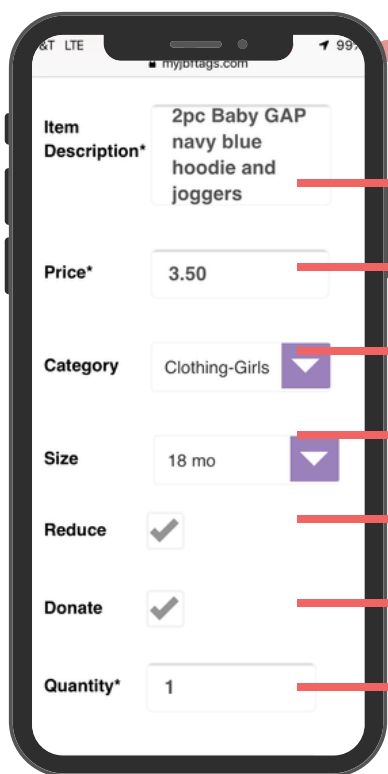 &T LTE 99%
myjbftags.com
Item
Description*
2pc Baby GAP
navy blue
hoodie and
joggers
Price*
3.50
Category
Clothing-Girls
Size
18 mo
Reduce
Donate
Quantity*
1